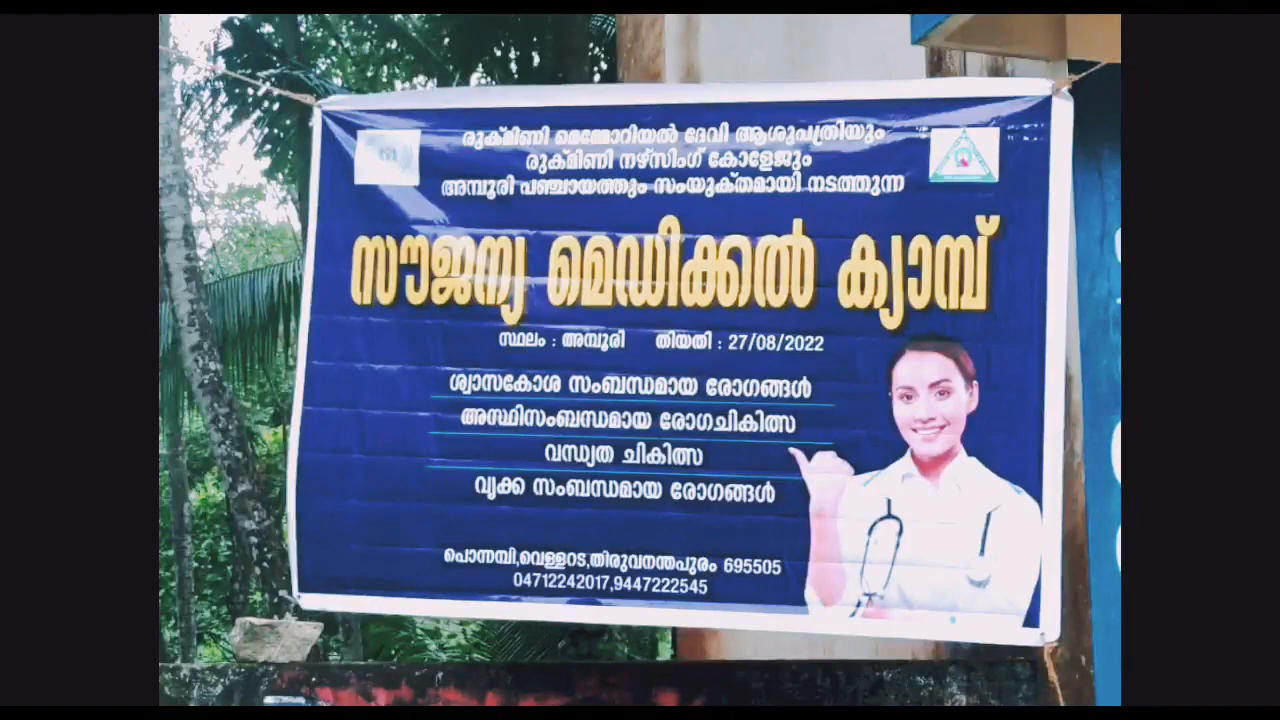 രുക്മിണി മെമ്മോറിയൽ ദേവി ആശുപത്രിയും
രുക്മിണി നഴ്സിംഗ് കോളേജും
അമ്പൂരി പഞ്ചായത്തും സംയുക്തമായി നടത്തുന്ന
സൗജന്യ മെഡിക്കൽ ക്യാമ്പ്
സ്ഥലം : അമ്പൂരി തിയതി : 27/08/2022
ശ്വാസകോശ സംബന്ധമായ രോഗങ്ങൾ
അസ്ഥിസംബന്ധമായ രോഗചികിത്സ
വന്ധ്യത ചികിത്സ
വൃക്ക സംബന്ധമായ രോഗങ്ങൾ
പൊന്നമ്പി,വെള്ളറട,തിരുവനന്തപുരം 695505
04712242017,9447222545